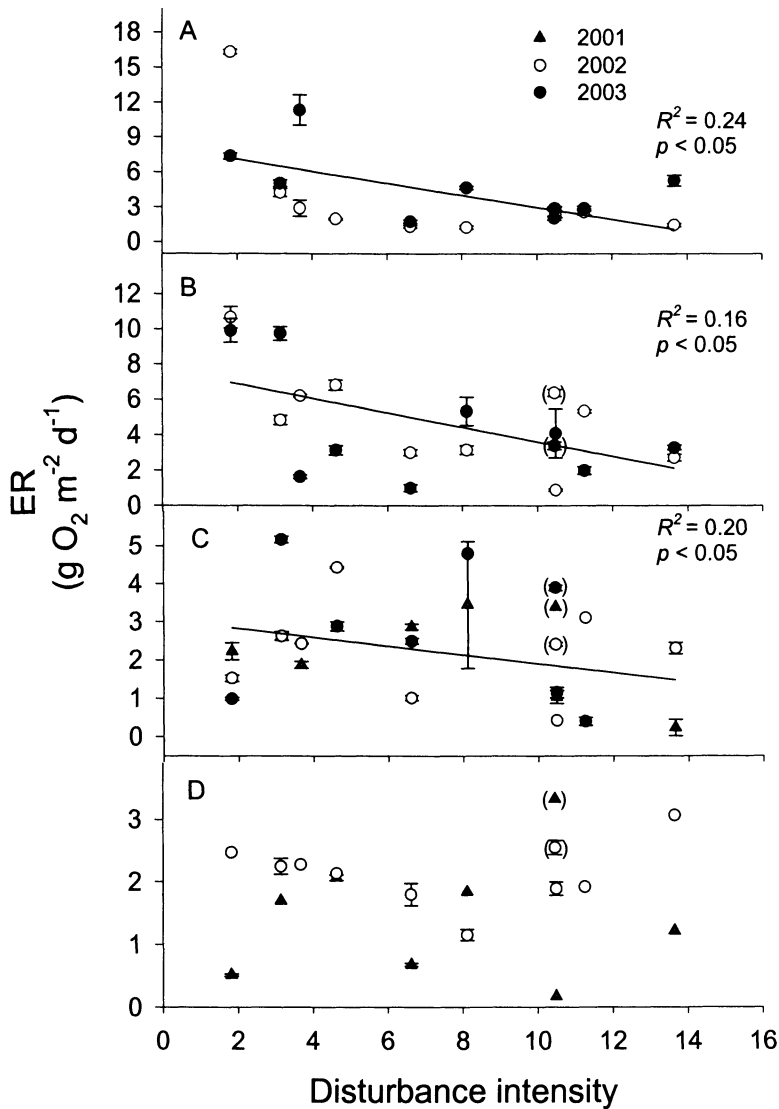 A
18
15
12
9
6
3
0
▲ 2001
○ 2002
● 2003
R² = 0.24
p < 0.05
B
12
10
8
6
4
2
0
R² = 0.16
p < 0.05
( )
( )
C
5
4
3
2
1
0
R² = 0.20
p < 0.05
( )
( )
( )
D
3
2
1
0
( )
( )
0 2 4 6 8 10 12 14 16
ER
(g O₂ m⁻² d⁻¹)
Disturbance intensity